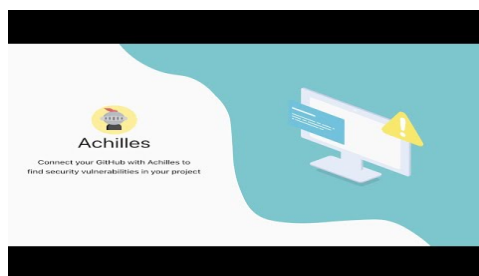 Achilles
Connect your GitHub with Achilles to
find security vulnerabilities in your project